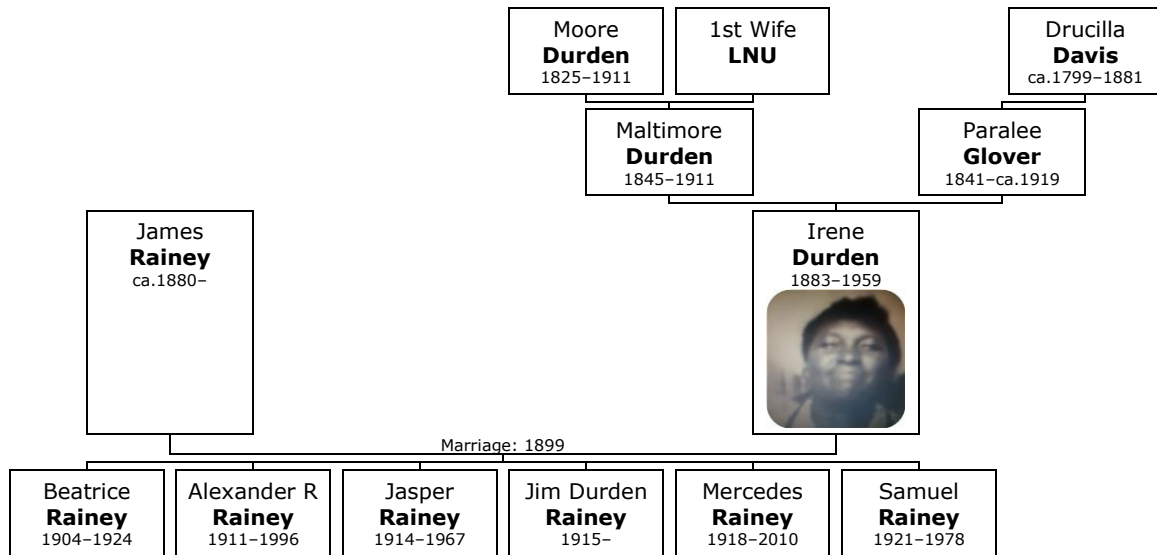 Moore
Durden
1825–1911
1st Wife
LNU
Drucilla
Davis
ca.1799–1881
Maltimore
Durden
1845–1911
Paralee
Glover
1841–ca.1919
James
Rainey
ca.1880–
Irene
Durden
1883–1959
Marriage: 1899
Beatrice
Rainey
1904–1924
Alexander R
Rainey
1911–1996
Jasper
Rainey
1914–1967
Jim Durden
Rainey
1915–
Mercedes
Rainey
1918–2010
Samuel
Rainey
1921–1978